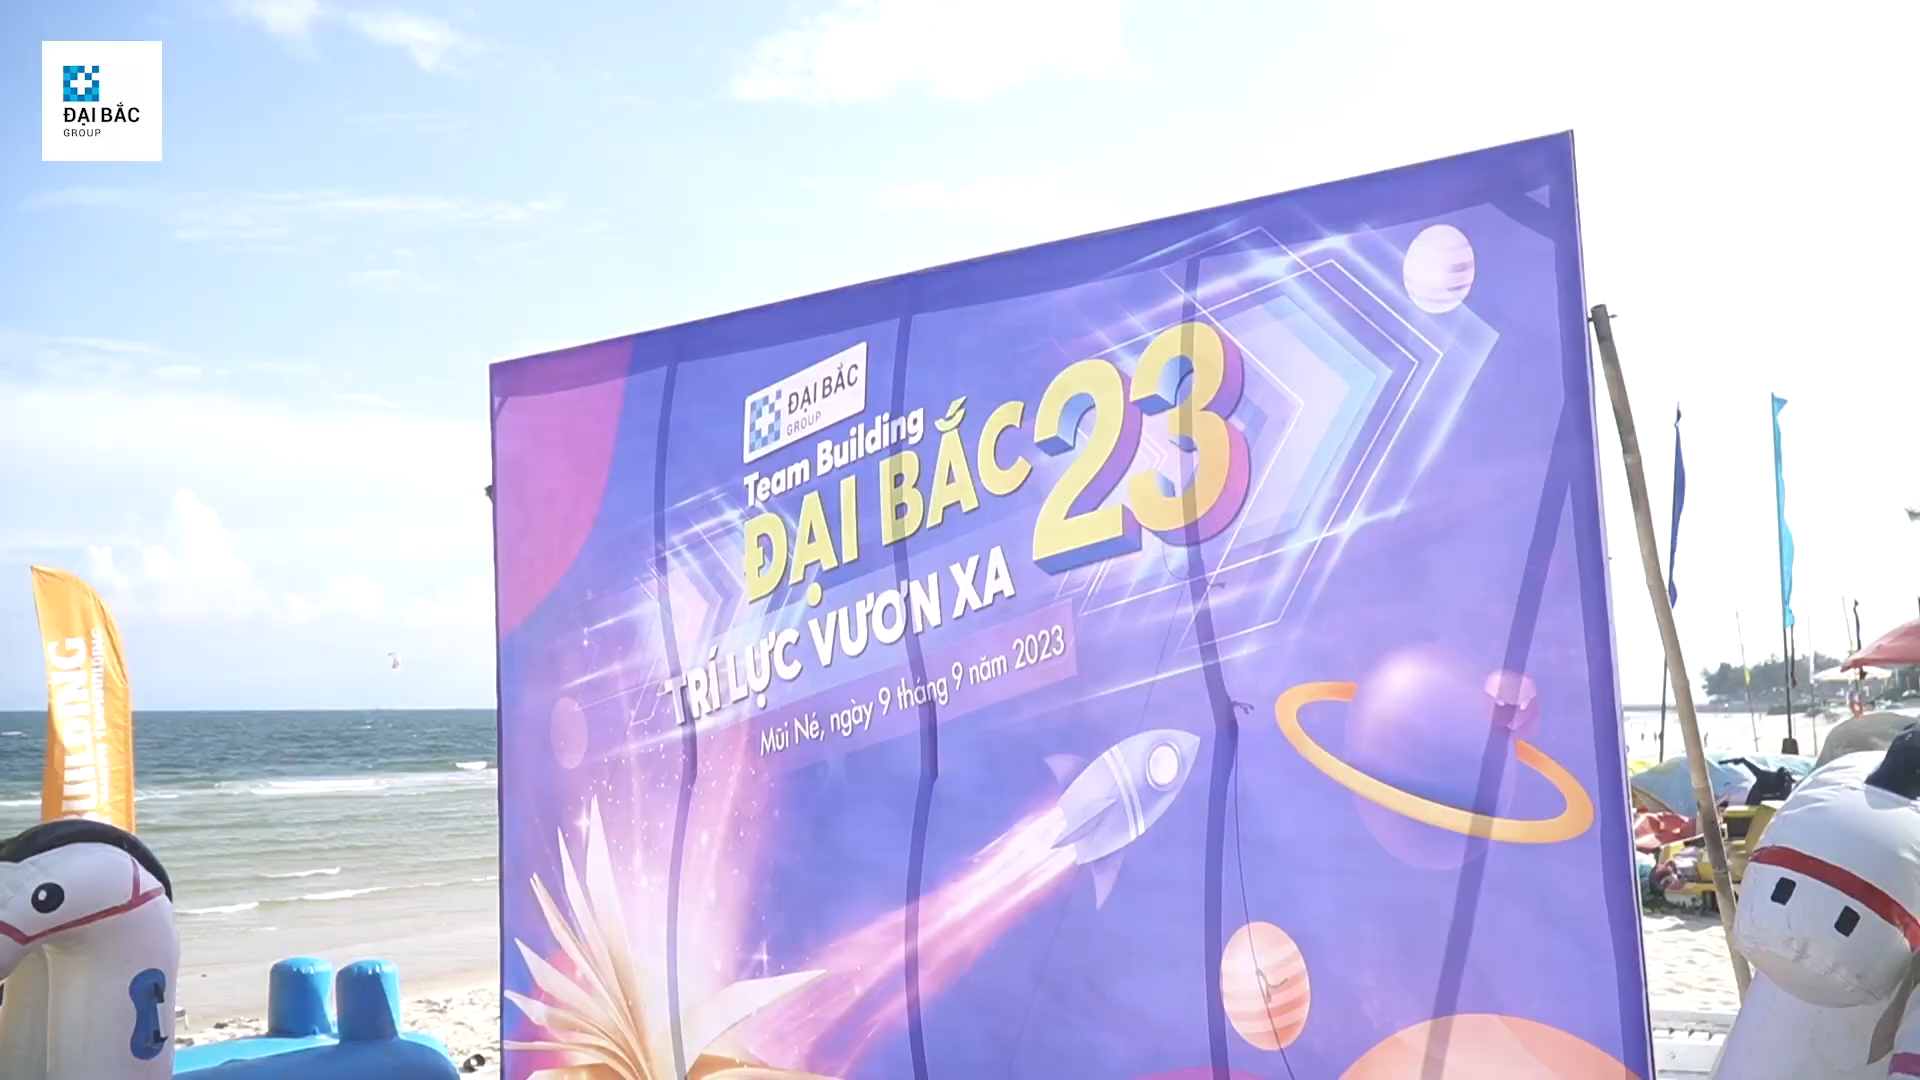 ĐẠI BẮC
GROUP
ĐẠI BẮC
GROUP
Team Building
ĐẠI BẮC 23
TRÍ LỰC VƯƠN XA
Mũi Né, ngày 9 tháng 9 năm 2023
BUILDING